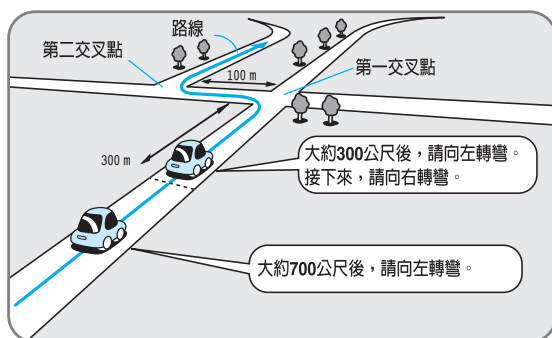 路線
第二交叉點
100 m
第一交叉點
300 m
大約300公尺後，請向左轉彎。
接下來，請向右轉彎。
大約700公尺後，請向左轉彎。